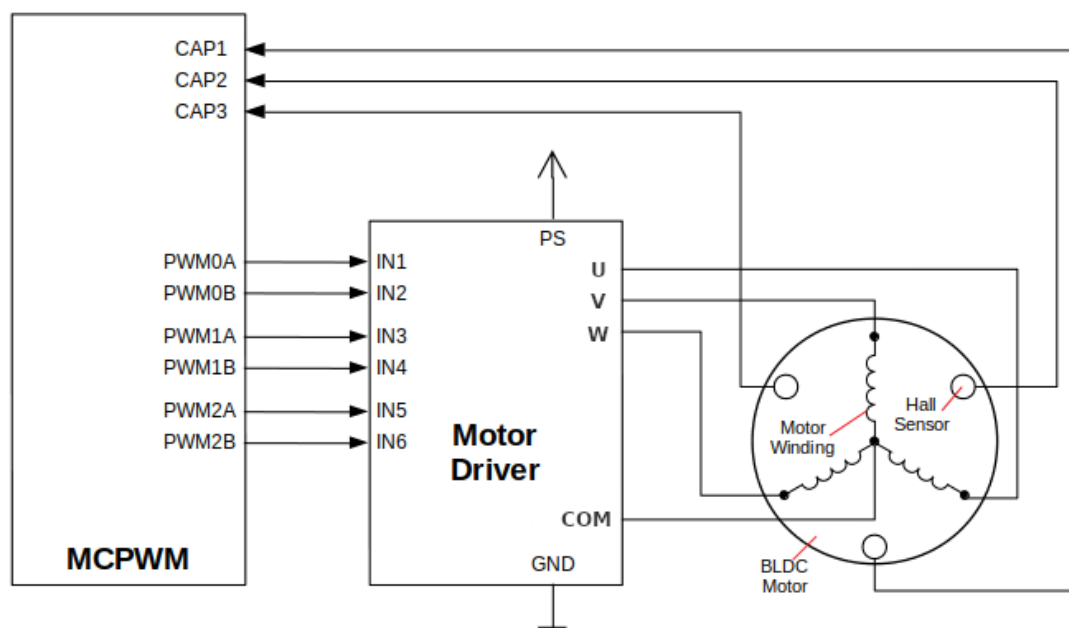 CAP1
CAP2
CAP3
PWM0A
PWM0B
PWM1A
PWM1B
PWM2A
PWM2B
MCPWM
PS
IN1
IN2
IN3
IN4
IN5
IN6
U
V
W
Motor
Driver
COM
GND
Motor
Winding
Hall
Sensor
BLDC
Motor